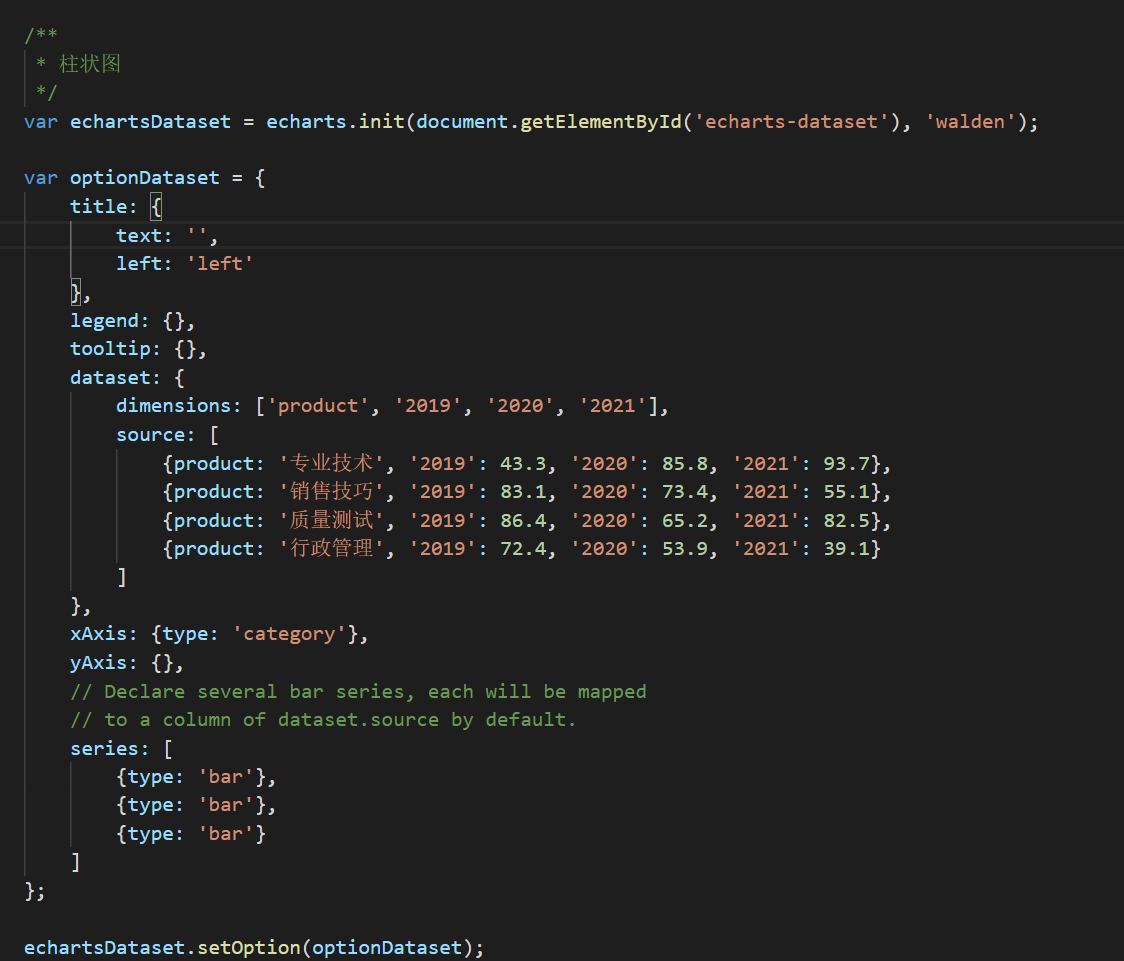 /**
 * 柱状图
 */
var echartsDataset = echarts.init(document.getElementById('echarts-dataset'), 'walden');
var optionDataset = {
    title: {
        text: '',
        left: 'left'
    },
    legend: {},
    tooltip: {},
    dataset: {
        dimensions: ['product', '2019', '2020', '2021'],
        source: [
            {product: '专业技术', '2019': 43.3, '2020': 85.8, '2021': 93.7},
            {product: '销售技巧', '2019': 83.1, '2020': 73.4, '2021': 55.1},
            {product: '质量测试', '2019': 86.4, '2020': 65.2, '2021': 82.5},
            {product: '行政管理', '2019': 72.4, '2020': 53.9, '2021': 39.1}
        ]
    },
    xAxis: {type: 'category'},
    yAxis: {},
    // Declare several bar series, each will be mapped
    // to a column of dataset.source by default.
    series: [
        {type: 'bar'},
        {type: 'bar'},
        {type: 'bar'}
    ]
};
echartsDataset.setOption(optionDataset);